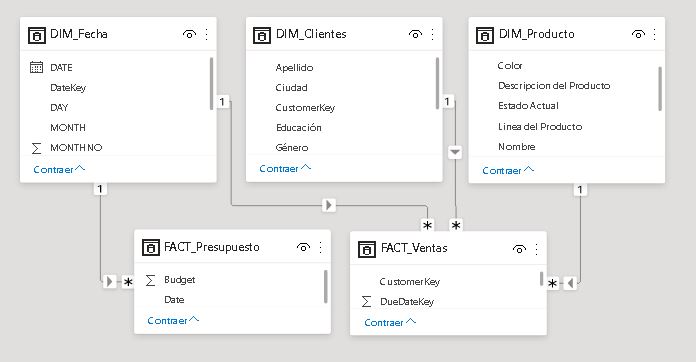 DIM_Fecha
DATE
DateKey
DAY
MONTH
MONTH NO
Contraer
DIM_Clientes
Apellido
Ciudad
CustomerKey
Educación
Género
Contraer
DIM_Producto
Color
Descripcion del Producto
Estado Actual
Linea del Producto
Nombre
Contraer
1
1
1
1
*
*
*
*
FACT_Presupuesto
Budget
Date
Contraer
FACT_Ventas
CustomerKey
DueDateKey
Contraer